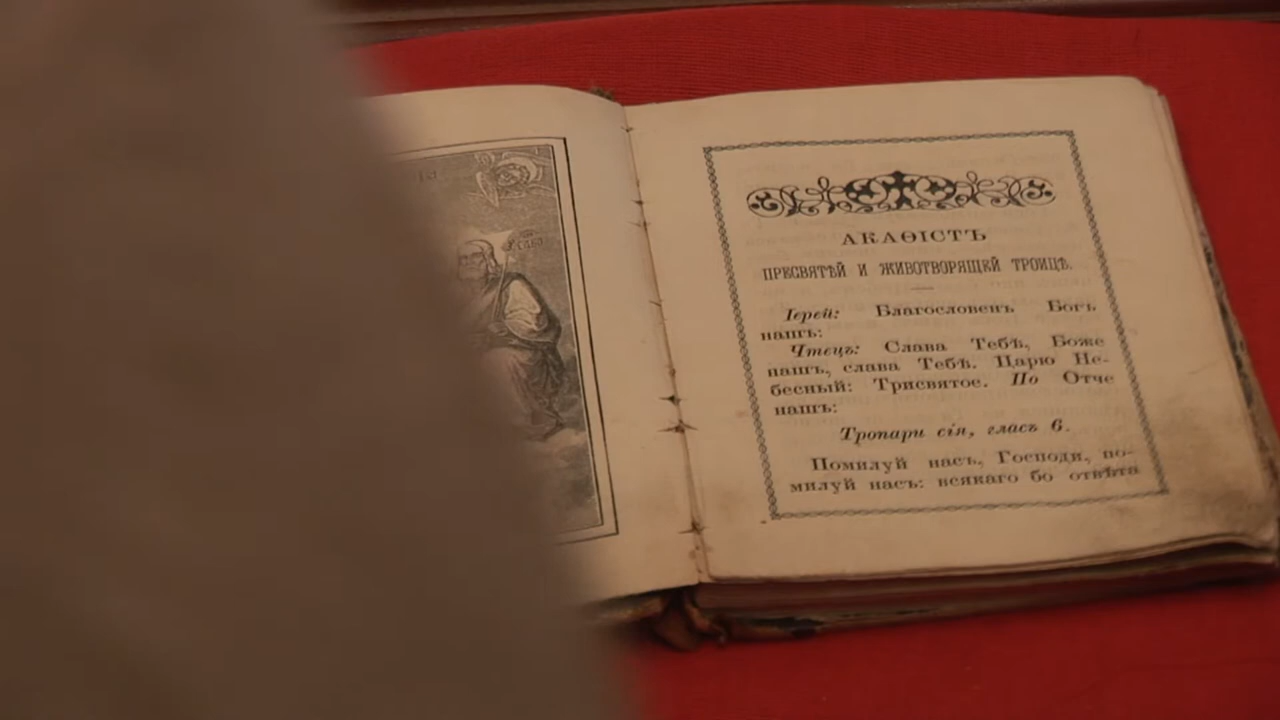 АКАѲІСТЪ
ПРЕСВЯТѢЙ И ЖИВОТВОРЯЩЕЙ ТРОИЦѢ.
Іерей: Благословенъ Богъ
нашъ:
Чтецъ: Слава Тебѣ, Боже
нашъ, слава Тебѣ. Царю Не-
бесный: Трисвятое. По Отче
нашъ:
Тропари сія, гласъ 6.
Помилуй насъ, Господи, по-
милуй насъ: всякаго бо отвѣта